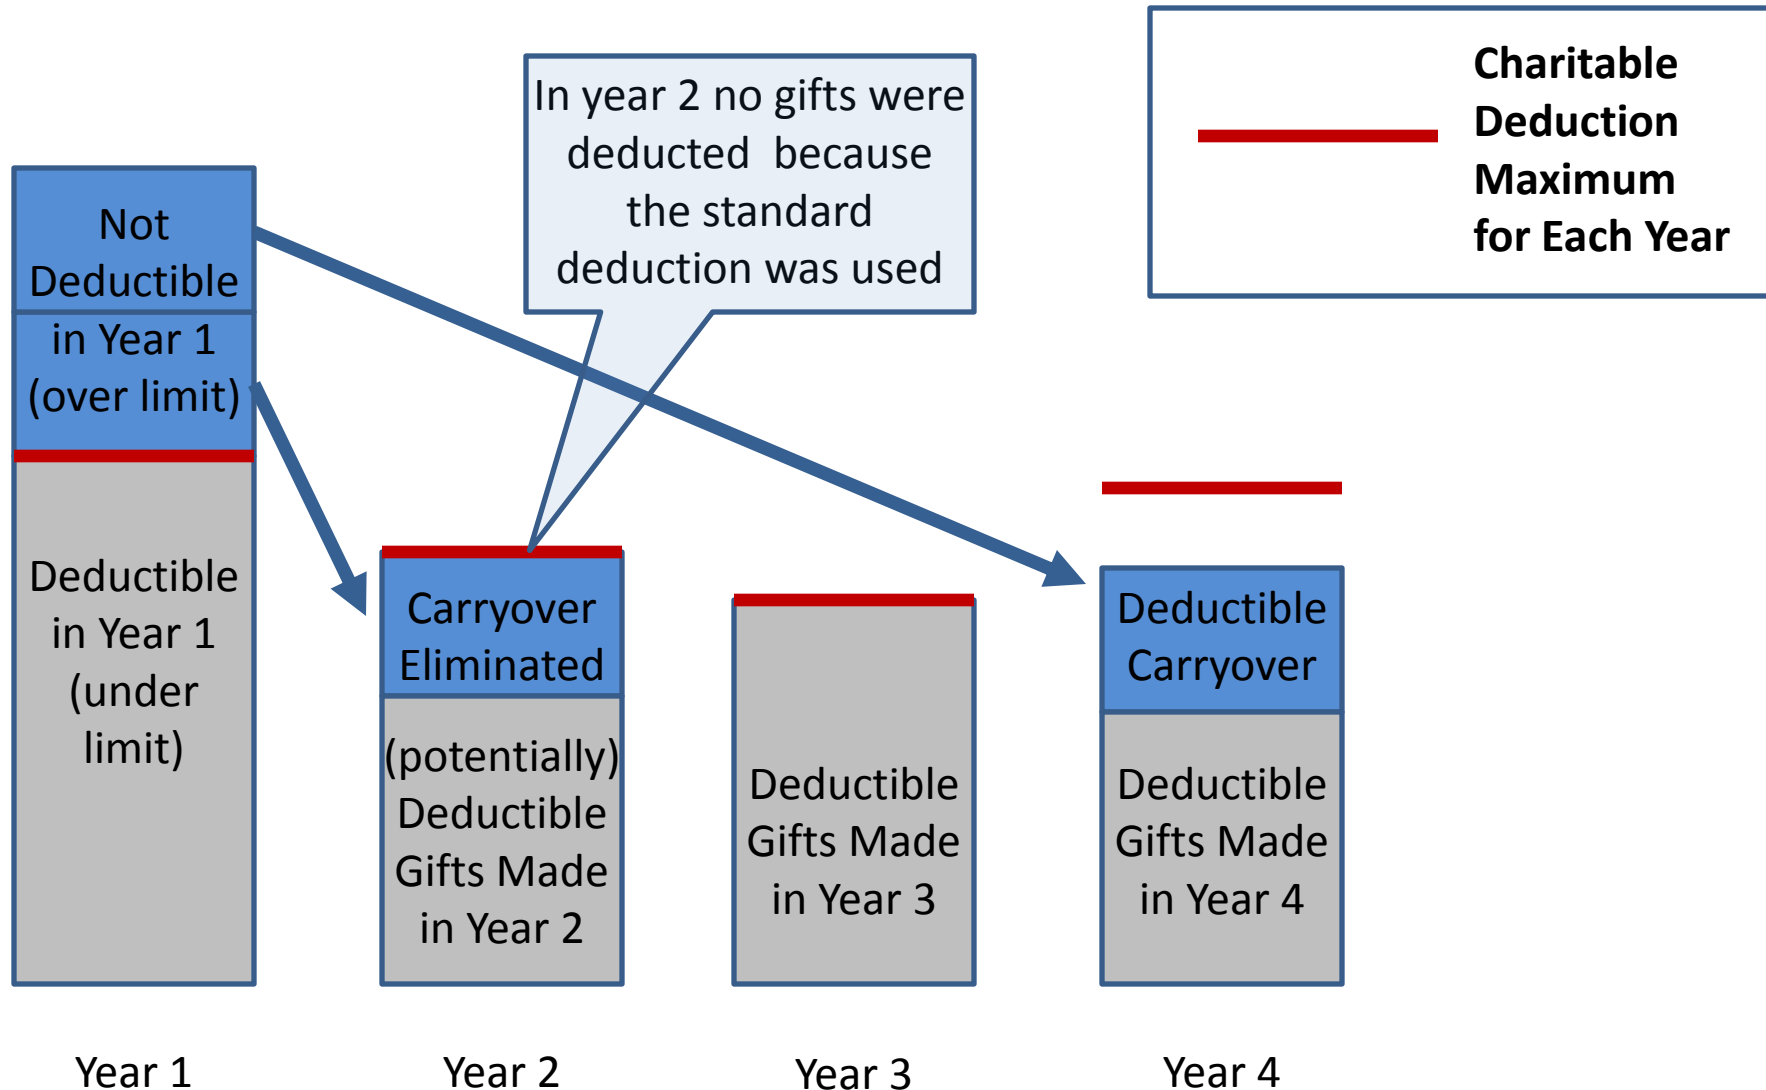 In year 2 no gifts were
deducted because
the standard
deduction was used
Charitable
Deduction
Maximum
for Each Year
Not
Deductible
in Year 1
(over limit)
Deductible
in Year 1
(under
limit)
Carryover
Eliminated
(potentially)
Deductible
Gifts Made
in Year 2
Deductible
Gifts Made
in Year 3
Deductible
Carryover
Deductible
Gifts Made
in Year 4
Year 1
Year 2
Year 3
Year 4